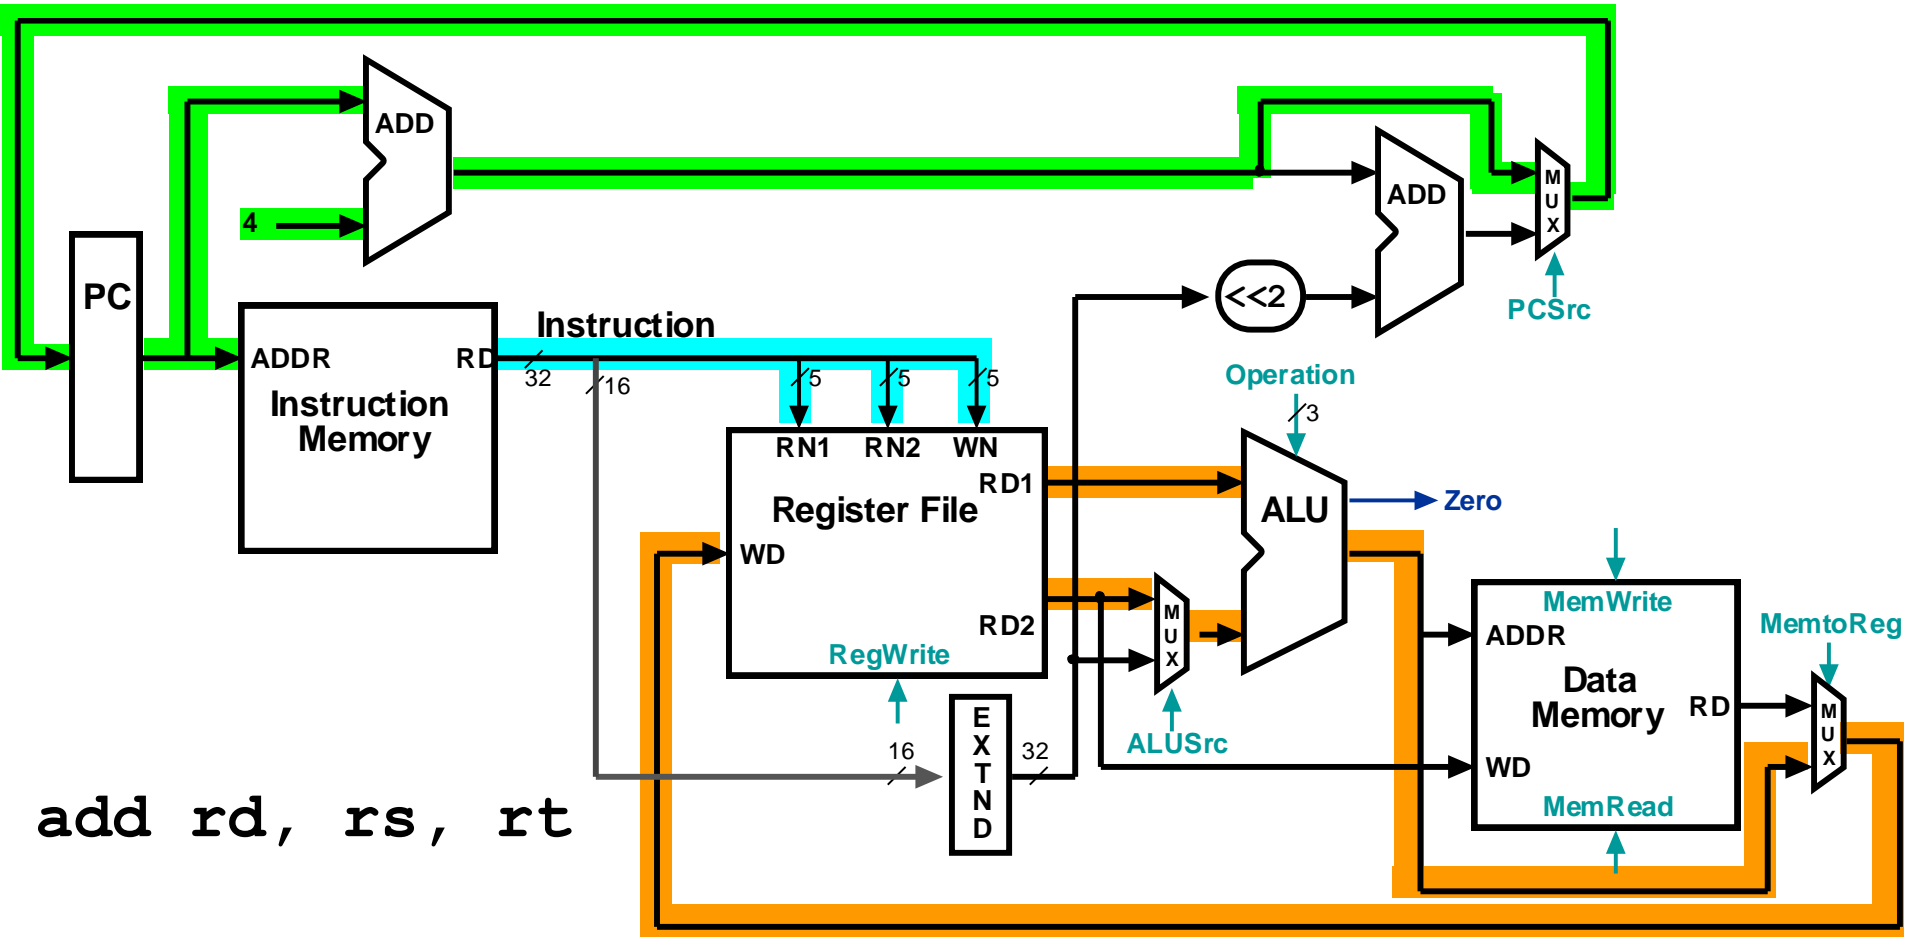 ADD
4
ADD
M
U
X
PC
<<2
PCSrc
Instruction
ADDR
RD
32
16
5
5
5
Instruction
Memory
Operation
3
RN1
RN2
WN
RD1
Register File
ALU
Zero
WD
RD2
RegWrite
M
U
X
ALUSrc
MemWrite
ADDR
Data
Memory
RD
WD
MemRead
MemtoReg
M
U
X
16
E
X
T
N
D
32
add rd, rs, rt